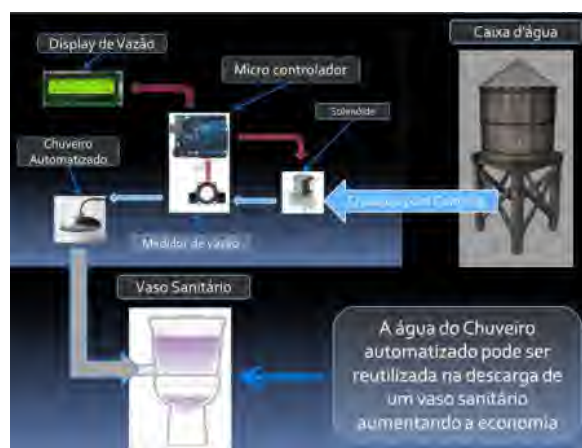 Display de Vazão
Caixa d'água
Micro controlador
Solenóide
Chuveiro
Automatizado
Medidor de vazão
Vaso Sanitário
A água do Chuveiro
automatizado pode ser
reutilizada na descarga de
um vaso sanitário
aumentando a economia